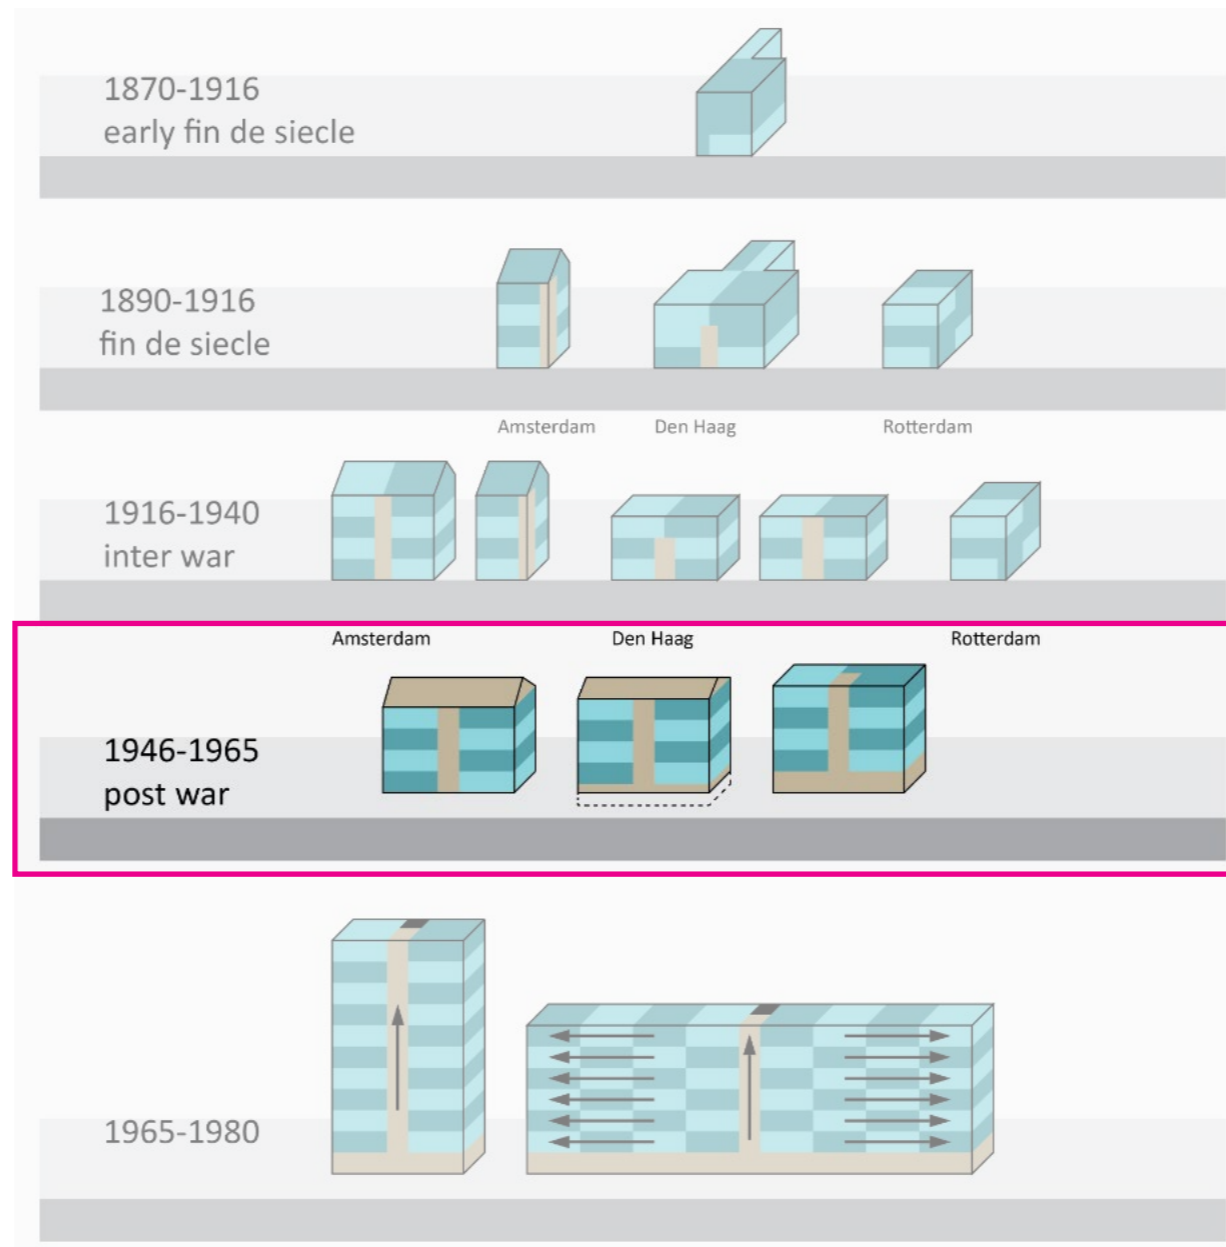 1870-1916
early fin de siecle
1890-1916
fin de siecle
Amsterdam
Den Haag
Rotterdam
1916-1940
inter war
Amsterdam
Den Haag
Rotterdam
1946-1965
post war
1965-1980